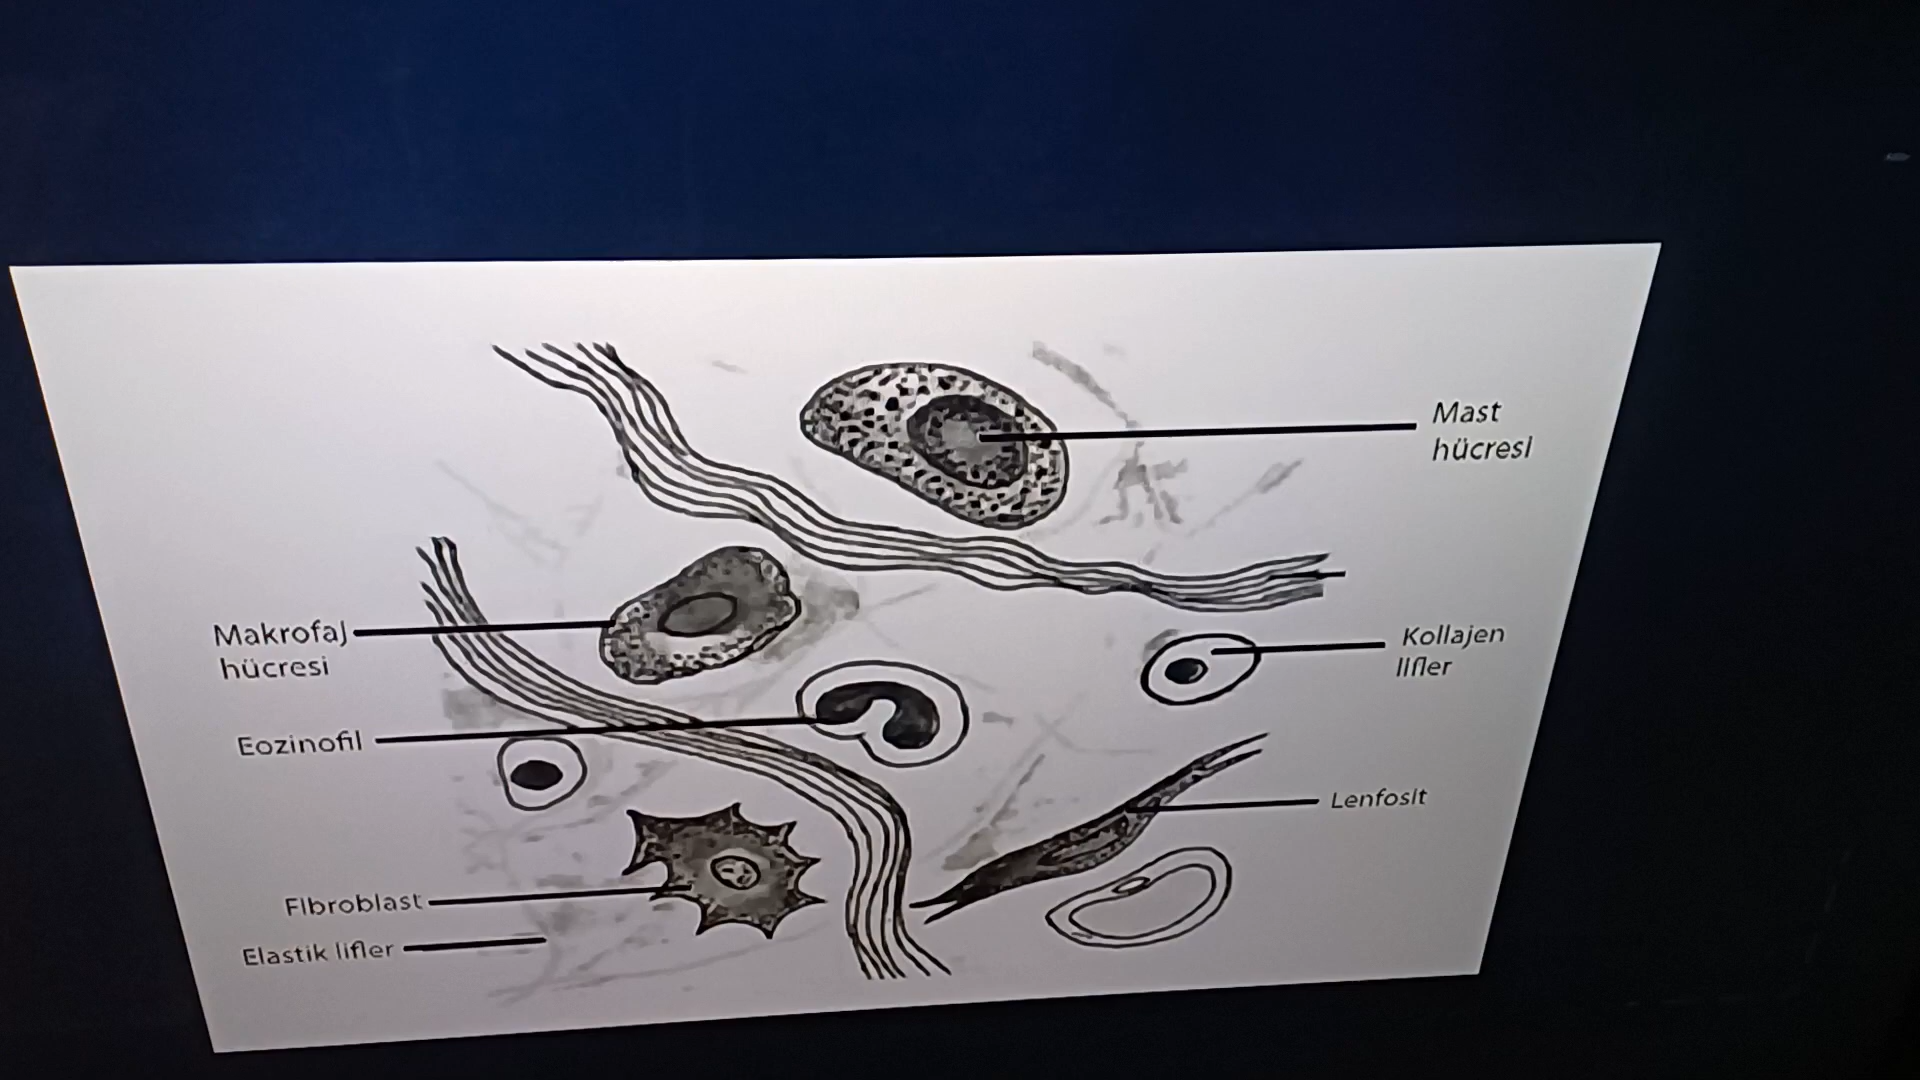 Mast
hücresi
Makrofaj
hücresi
Kollajen
lifler
Eozinofil
Lenfosit
Fibroblast
Elastik lifler